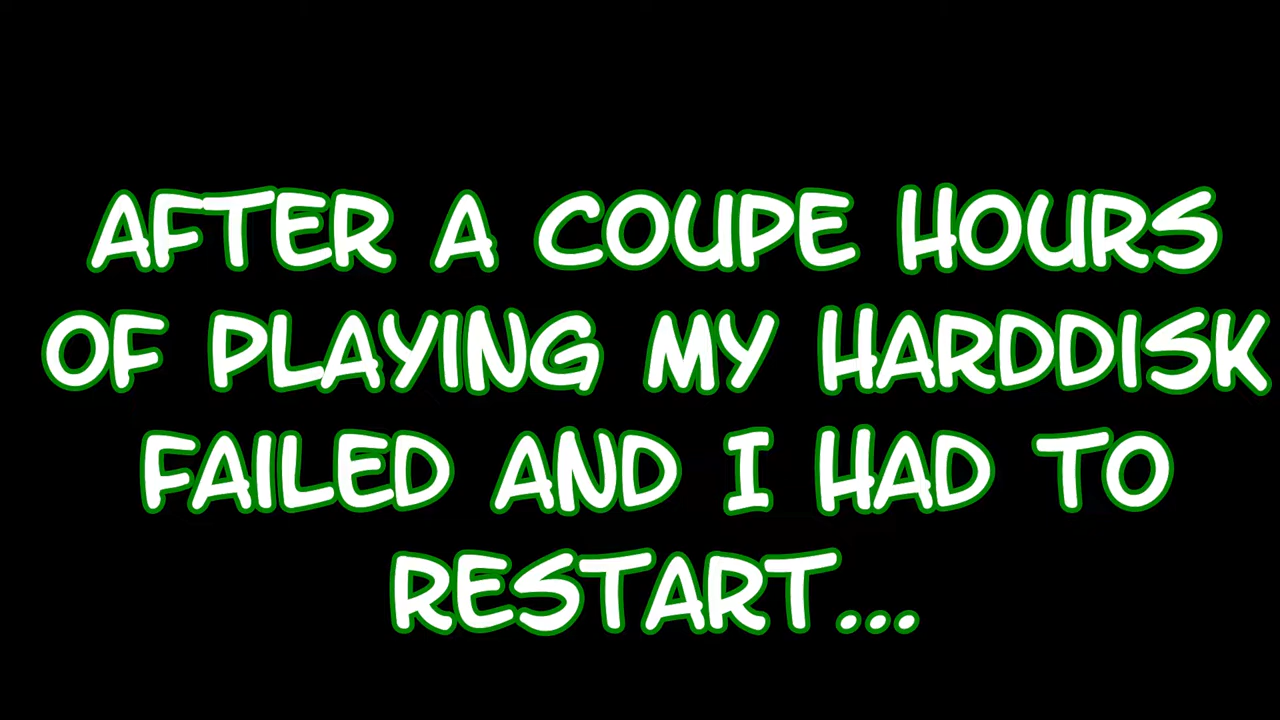 AFTER A COUPE HOURS
OF PLAYING MY HARDDISK
FAILED AND I HAD TO
RESTART...